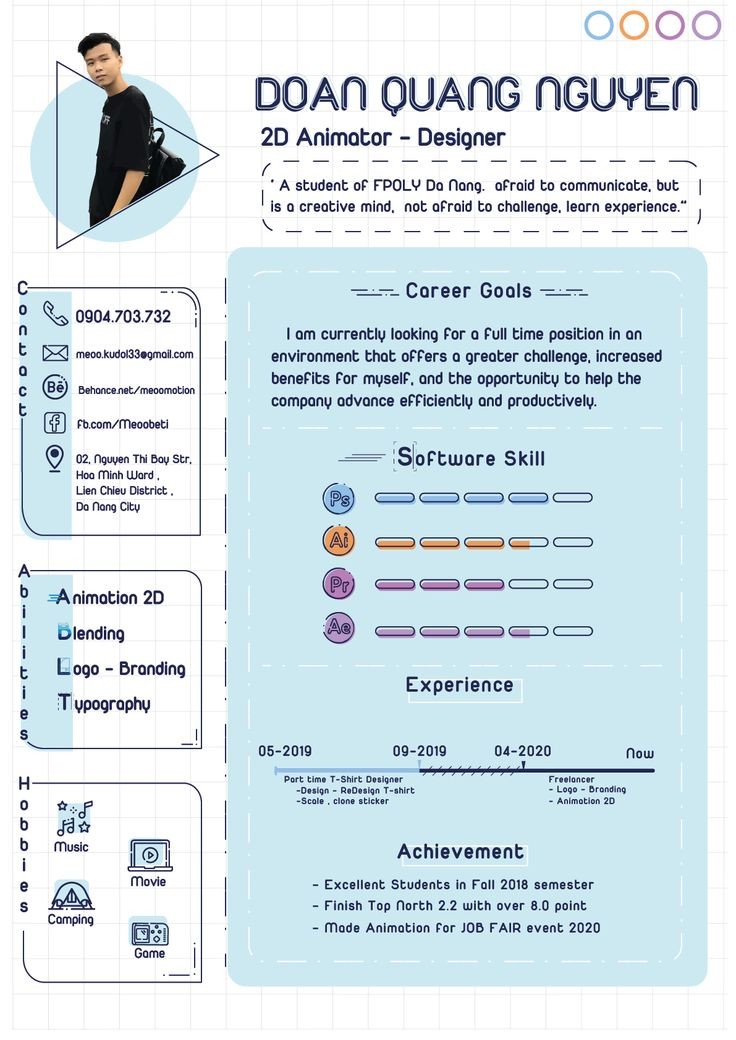 DOAN QUANG NGUYEN
2D Animator - Designer
" A student of FPOLY Da Nang. afraid to communicate, but
is a creative mind, not afraid to challenge, learn experience."
Contact
0904.703.732
meoo.kudo133@gmail.com
Bē
Behance.net/meoomotion
f
fb.com/Meoobeti
02, Nguyen Thi Bay Str,
Hoa Minh Ward ,
Lien Chieu District ,
Da Nang City
Abilities
Animation 2D
Blending
Logo - Branding
Typography
Hobbies
Music
Movie
Camping
Game
Career Goals
I am currently looking for a full time position in an
environment that offers a greater challenge, increased
benefits for myself, and the opportunity to help the
company advance efficiently and productively.
Software Skill
Ps
Ai
Pr
Ae
Experience
05-2019 09-2019 04-2020 Now
Part time T-Shirt Designer
-Design - ReDesign T-shirt
-Scale , clone sticker
Freelancer
- Logo - Branding
- Animation 2D
Achievement
- Excellent Students in Fall 2018 semester
- Finish Top North 2.2 with over 8.0 point
- Made Animation for JOB FAIR event 2020